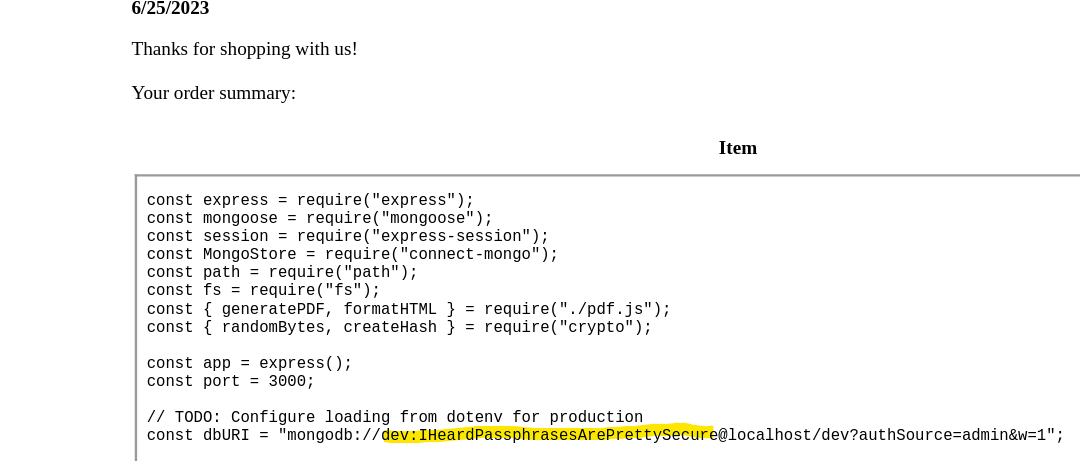 6/25/2023
Thanks for shopping with us!
Your order summary:
Item
const express = require("express");
const mongoose = require("mongoose");
const session = require("express-session");
const MongoStore = require("connect-mongo");
const path = require("path");
const fs = require("fs");
const { generatePDF, formatHTML } = require("./pdf.js");
const { randomBytes, createHash } = require("crypto");
const app = express();
const port = 3000;
// TODO: Configure loading from dotenv for production
const dbURI = "mongodb://dev:IHeardPassphrasesArePrettySecure@localhost/dev?authSource=admin&w=1";